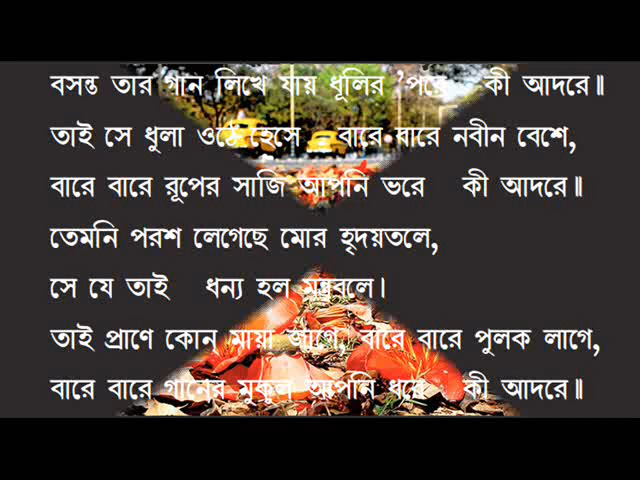 বসন্ত তার গান লিখে যায় ধূলির ’পরে কী আদরে॥
তাই সে ধুলা ওঠে হেসে বারে বারে নবীন বেশে,
বারে বারে রূপের সাজি আপনি ভরে কী আদরে॥
তেমনি পরশ লেগেছে মোর হৃদয়তলে,
সে যে তাই ধন্য হল মন্ত্রবলে।
তাই প্রাণে কোন্ মায়া জাগে, বারে বারে পুলক লাগে,
বারে বারে গানের মুকুল আপনি ধরে কী আদরে॥